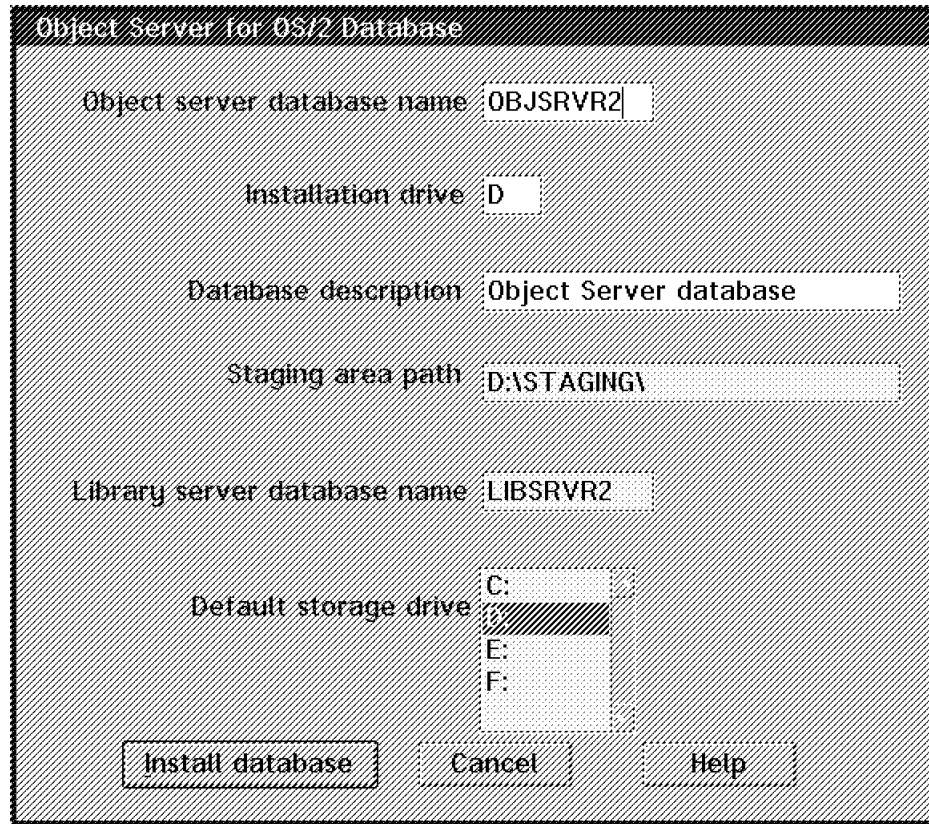 Object Server for OS/2 Database
Object server database name OBJSRVR2
Installation drive D
Database description Object Server database
Staging area path D:\STAGING\
Library server database name LIBSRVR2
Default storage drive
C:
D:
E:
F:
Install database Cancel Help